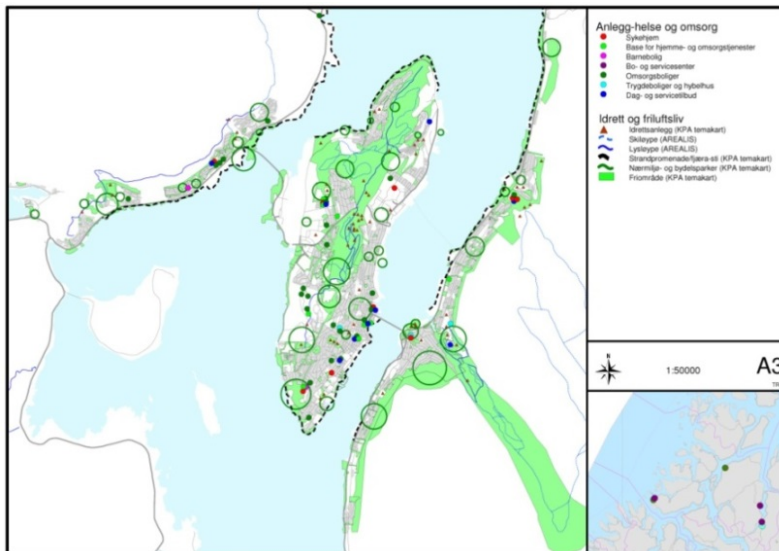 Anlegg-helse og omsorg
Sykehjem
Base for hjemme- og omsorgstjenester
Barnebolig
Bo- og servicesenter
Omsorgsboliger
Trygdeboliger og hybelhus
Dag- og servicetilbud
Idrett og friluftsliv
Idrettsanlegg (KPA temakart)
Skiløype (AREALIS)
Lysløype (AREALIS)
Strandpromenade/fjæra-sti (KPA temakart)
Nærmiljø- og bydelsparker (KPA temakart)
Friområde (KPA temakart)
1:50000
A3